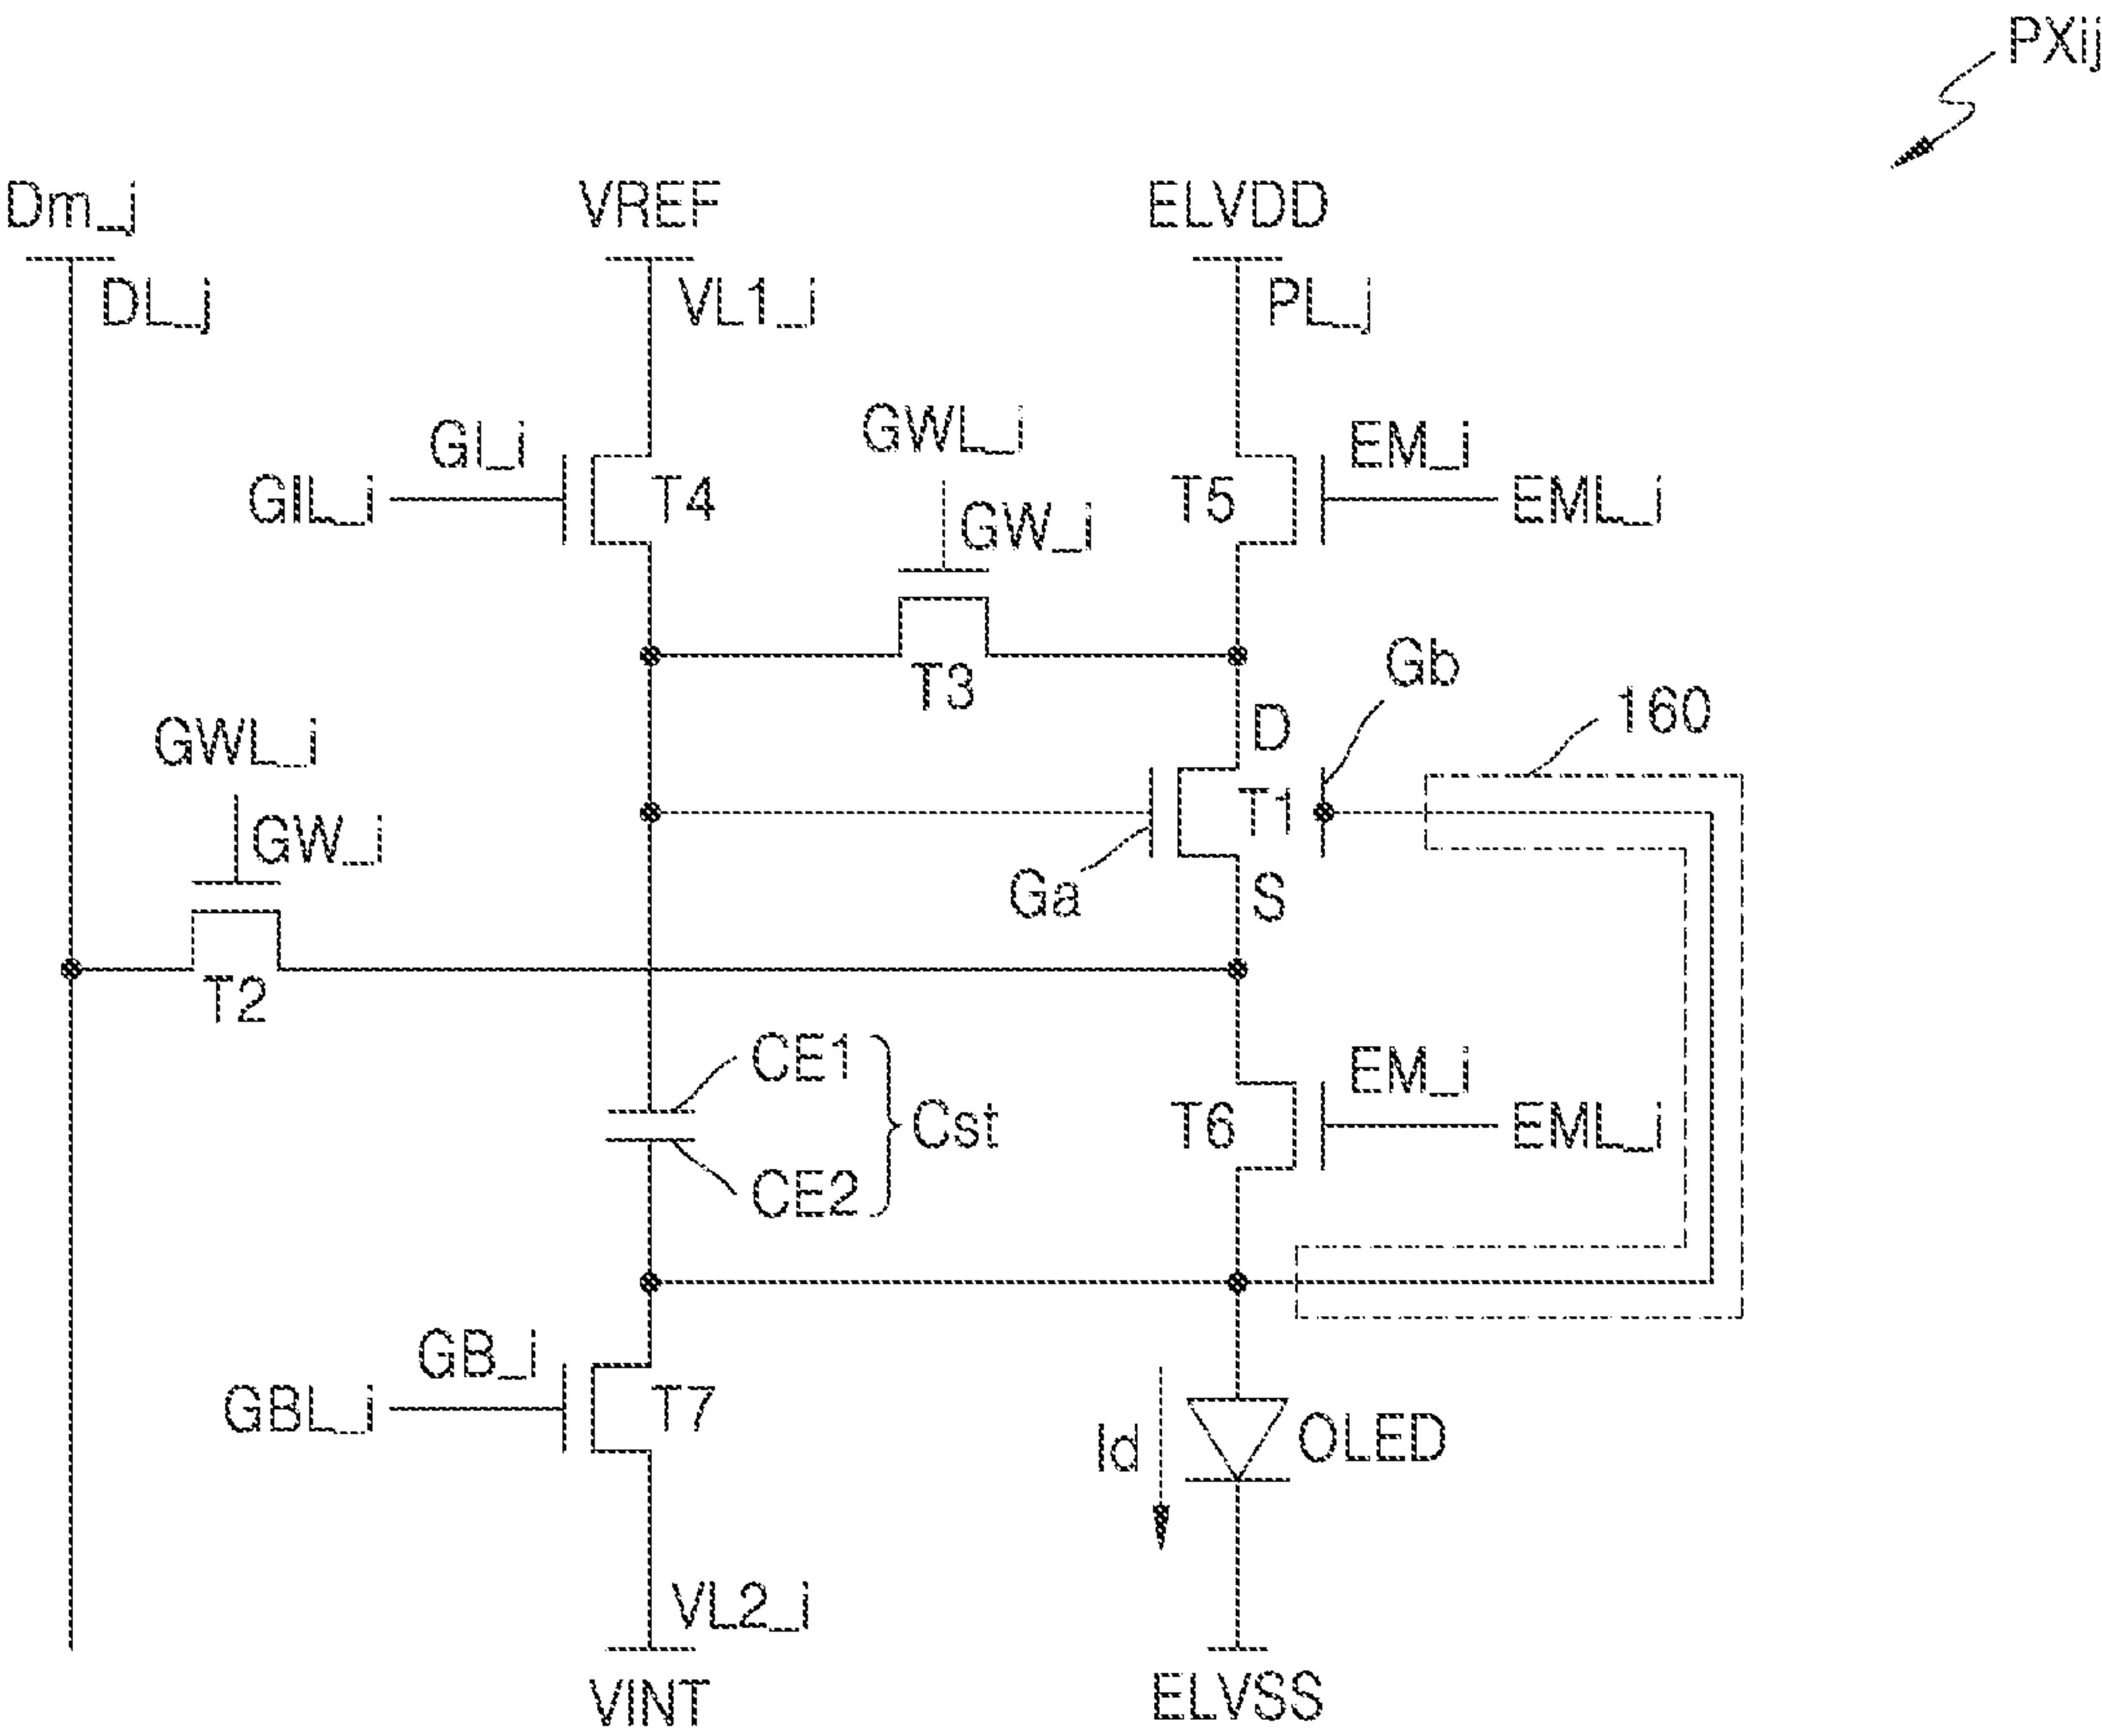 PXij
Dm_j
VREF
ELVDD
DL_j
VL1_i
PL_j
GWL_i
GI_i
EM_i
GIL_i
T4
T5
EML_i
GW_i
T3
Gb
160
D
GWL_i
T1
GW_i
Ga
S
T2
CE1
EM_i
Cst
T6
EML_i
CE2
GB_i
GBL_i
T7
Id
OLED
VL2_i
VINT
ELVSS